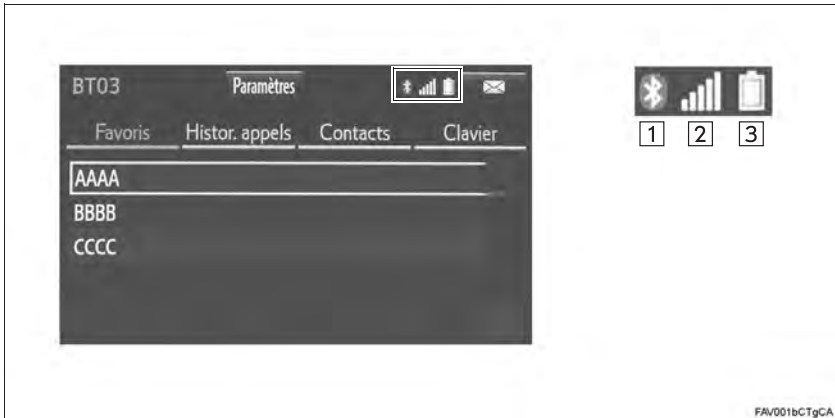 BT03 Paramètres
Favoris Histor. appels Contacts Clavier
AAAA
BBBB
CCCC
1 2 3
FAV001bCTgCA